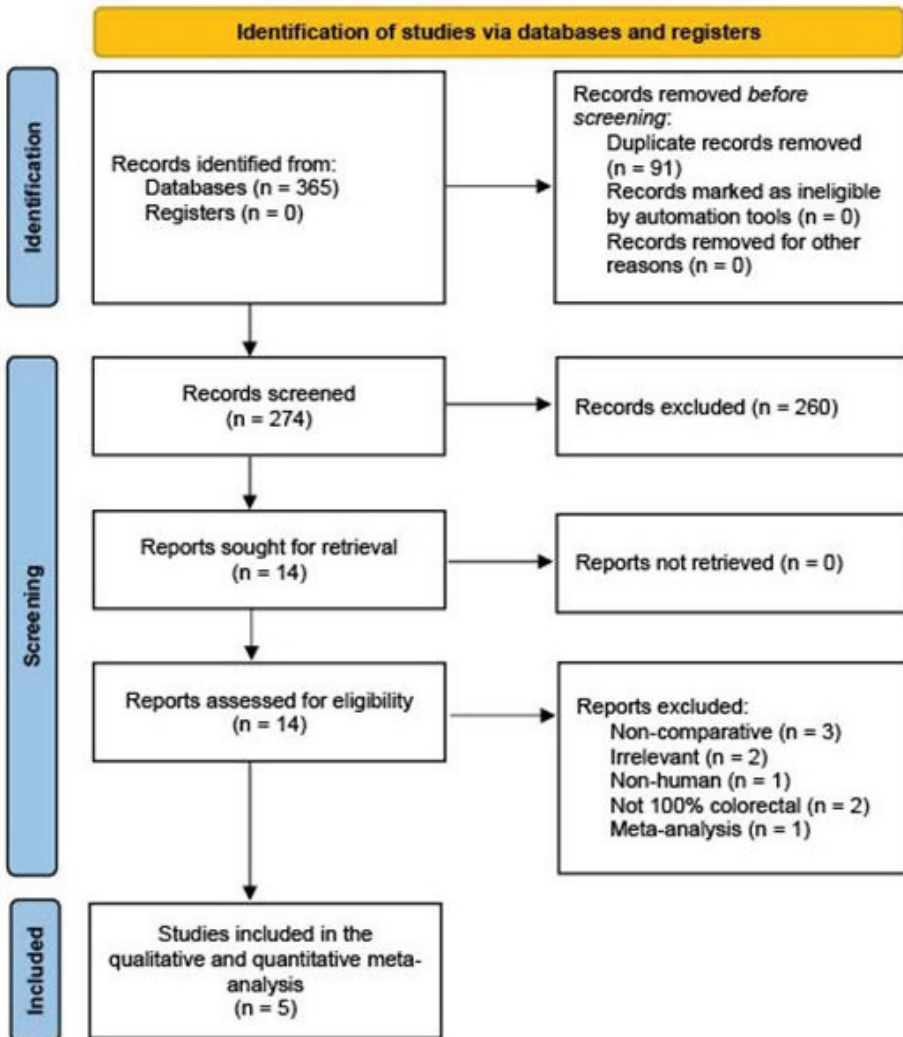 Identification of studies via databases and registers
Identification
Records identified from:
Databases (n = 365)
Registers (n = 0)
Records removed before
screening:
Duplicate records removed
(n = 91)
Records marked as ineligible
by automation tools (n = 0)
Records removed for other
reasons (n = 0)
Screening
Records screened
(n = 274)
Records excluded (n = 260)
Reports sought for retrieval
(n = 14)
Reports not retrieved (n = 0)
Reports assessed for eligibility
(n = 14)
Reports excluded:
Non-comparative (n = 3)
Irrelevant (n = 2)
Non-human (n = 1)
Not 100% colorectal (n = 2)
Meta-analysis (n = 1)
Included
Studies included in the
qualitative and quantitative meta-
analysis
(n = 5)